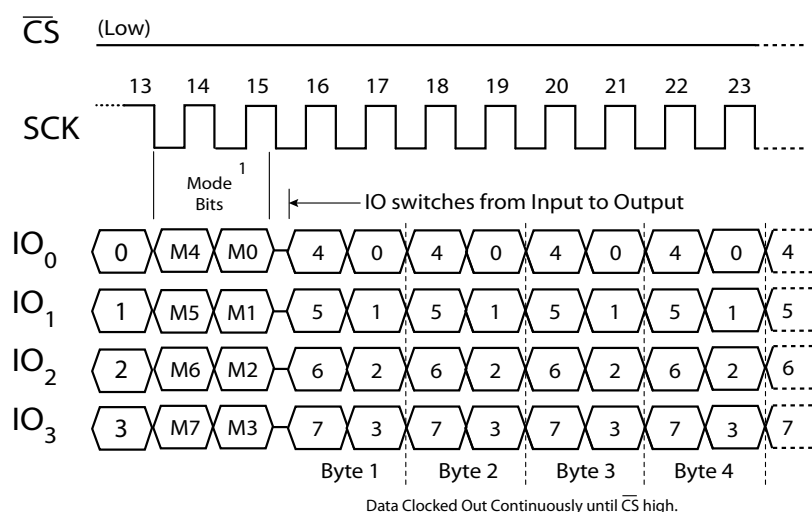 CS (Low)
13 14 15 16 17 18 19 20 21 22 23
SCK
Mode 1
Bits
IO switches from Input to Output
IO0 0 M4 M0 4 0 4 0 4 0 4 0 4
IO1 1 M5 M1 5 1 5 1 5 1 5 1 5
IO2 2 M6 M2 6 2 6 2 6 2 6 2 6
IO3 3 M7 M3 7 3 7 3 7 3 7 3 7
Byte 1 Byte 2 Byte 3 Byte 4
Data Clocked Out Continuously until CS high.